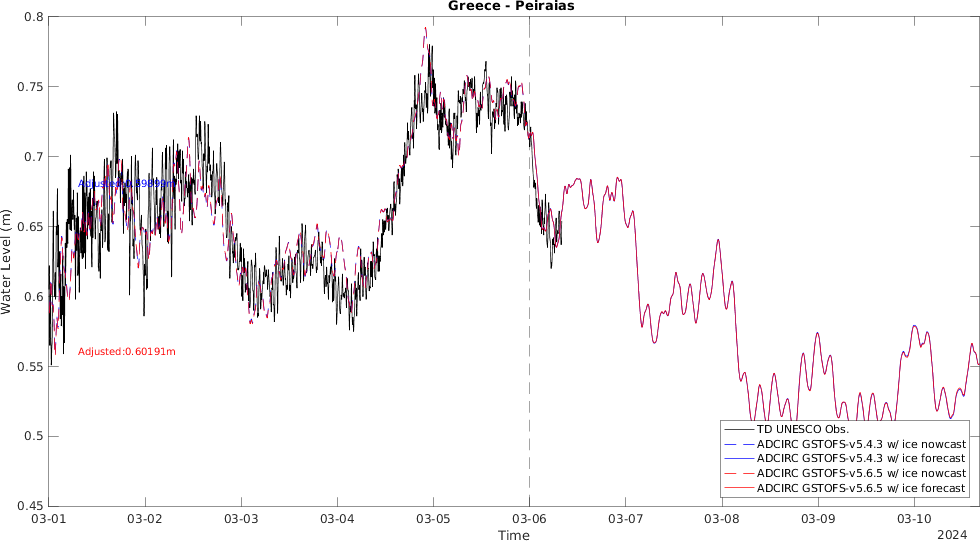 Greece - Peiraias
0.8
0.75
0.7
0.65
0.6
0.55
0.5
0.45
Water Level (m)
Adjusted:0.60191m
TD UNESCO Obs.
ADCIRC GSTOFS-v5.4.3 w/ ice nowcast
ADCIRC GSTOFS-v5.4.3 w/ ice forecast
ADCIRC GSTOFS-v5.6.5 w/ ice nowcast
ADCIRC GSTOFS-v5.6.5 w/ ice forecast
03-01 03-02 03-03 03-04 03-05 03-06 03-07 03-08 03-09 03-10
Time
2024